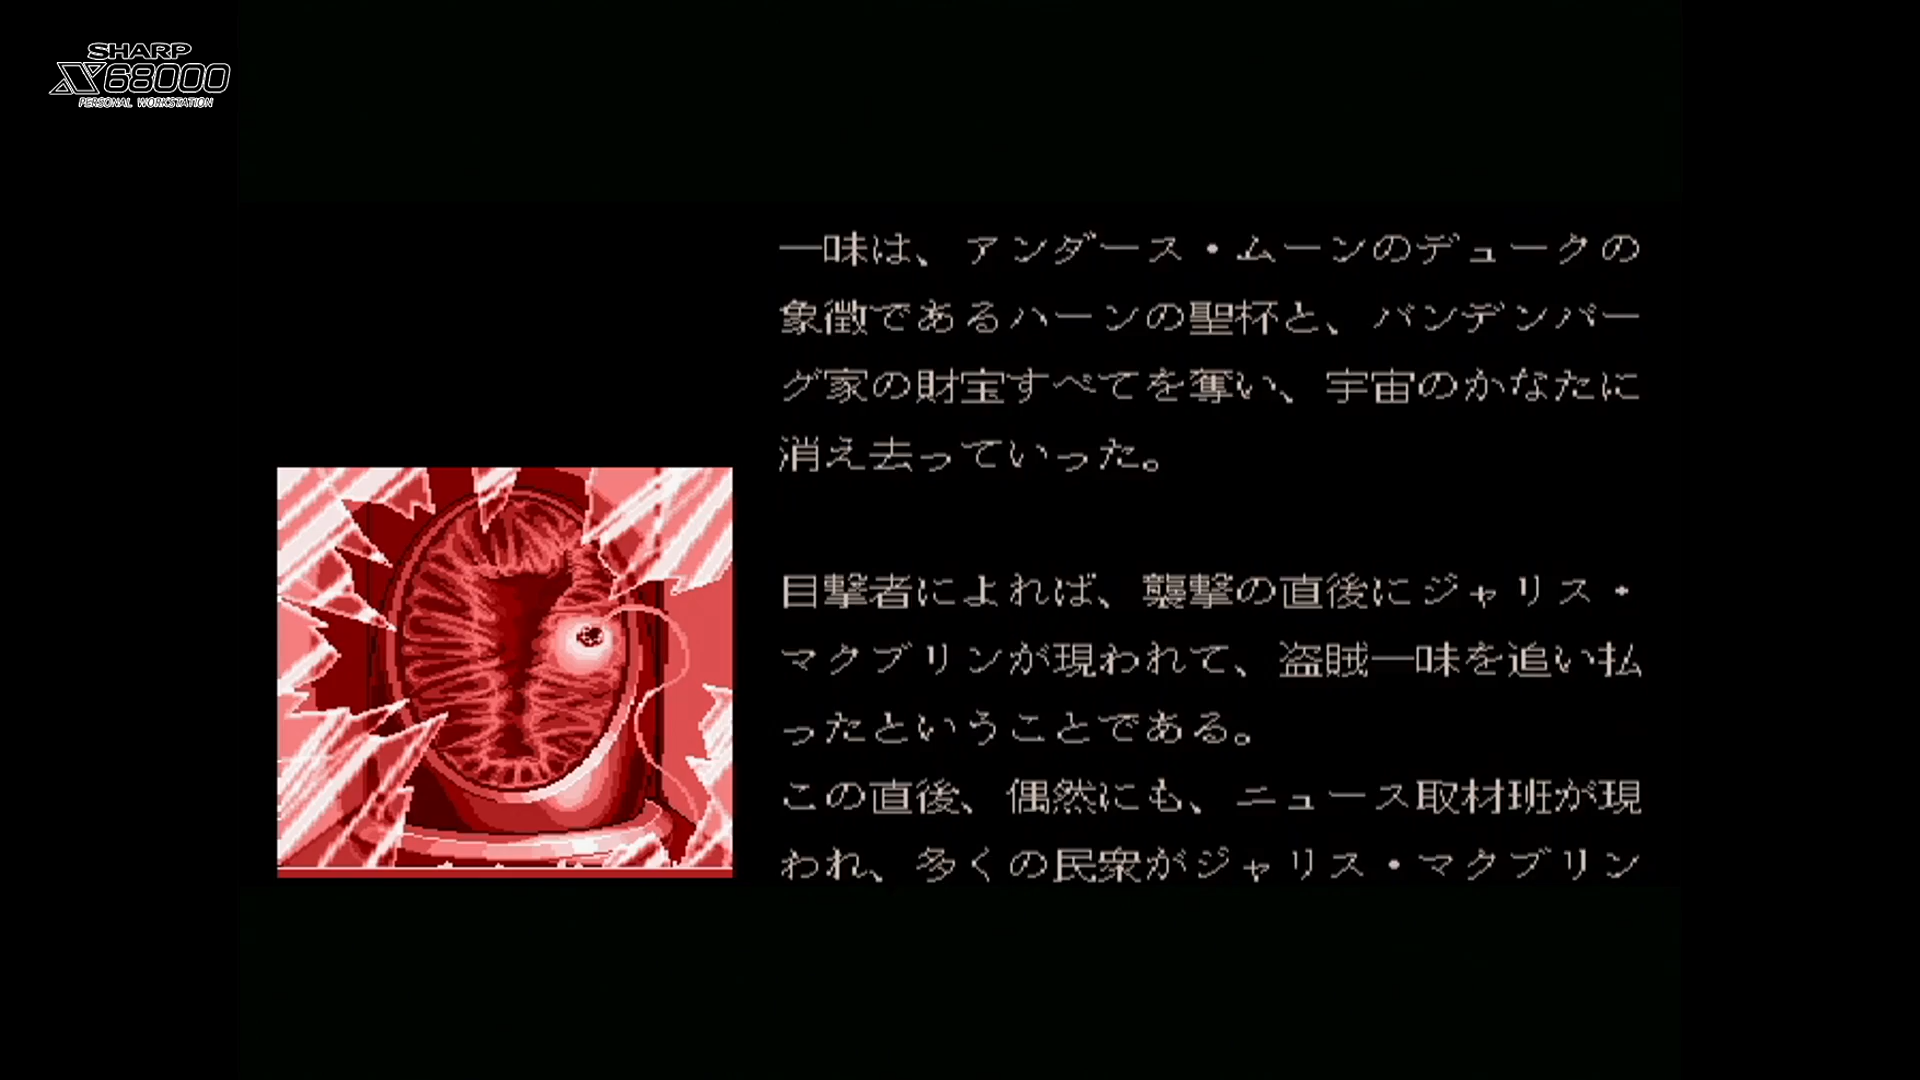 SHARP
X68000
PERSONAL WORKSTATION
一味は、アンダース・ムーンのデュークの
象徴であるハーンの聖杯と、バンデンバー
グ家の財宝すべてを奪い、宇宙のかなたに
消え去っていった。
目撃者によれば、襲撃の直後にジャリス・
マクブリンが現われて、盗賊一味を追い払
ったということである。
この直後、偶然にも、ニュース取材班が現
われ、多くの民衆がジャリス・マクブリン